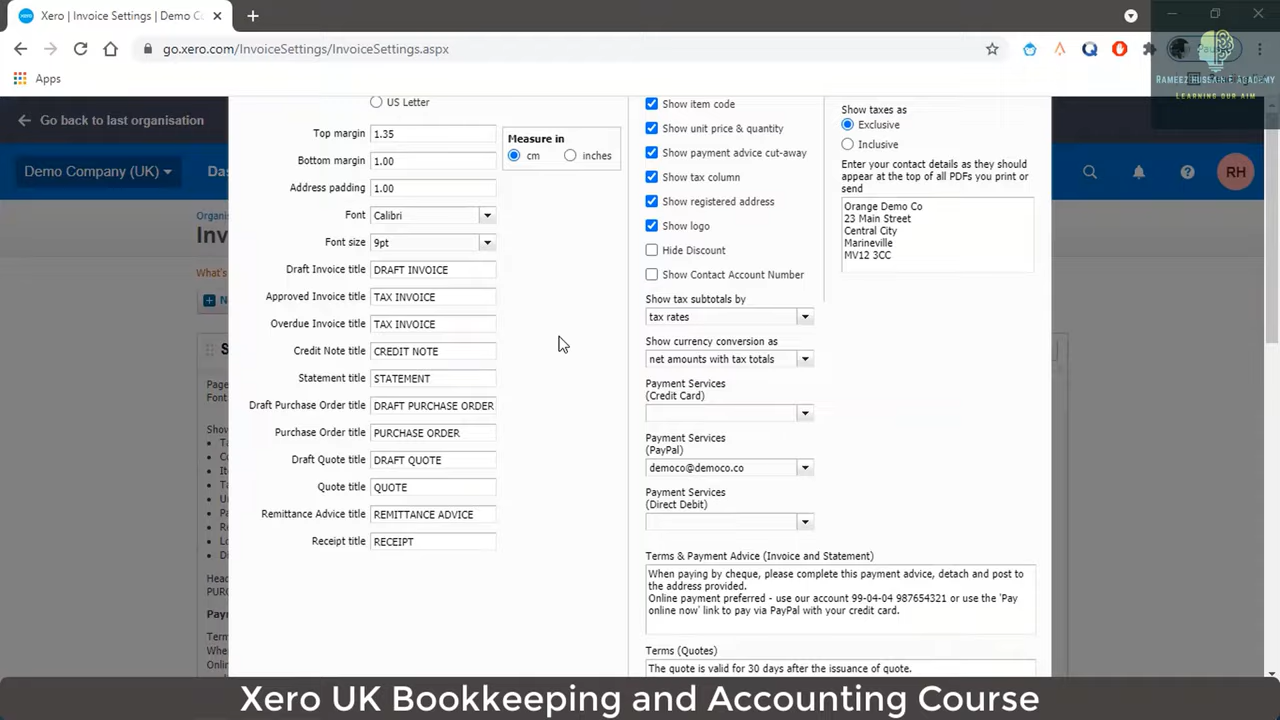 Xero | Invoice Settings | Demo Co
go.xero.com/InvoiceSettings/InvoiceSettings.aspx
Apps
RAMEEZ HUSSAIN ACADEMY
LEARNING OUR AIM
Go back to last organisation
Demo Company (UK)
Das
RH
Organis
Inv
What's
US Letter
Top margin 1.35
Bottom margin 1.00
Address padding 1.00
Font Calibri
Font size 9pt
Draft Invoice title DRAFT INVOICE
Approved Invoice title TAX INVOICE
Overdue Invoice title TAX INVOICE
Credit Note title CREDIT NOTE
Statement title STATEMENT
Draft Purchase Order title DRAFT PURCHASE ORDER
Purchase Order title PURCHASE ORDER
Draft Quote title DRAFT QUOTE
Quote title QUOTE
Remittance Advice title REMITTANCE ADVICE
Receipt title RECEIPT
Measure in
cm inches
Show item code
Show unit price & quantity
Show payment advice cut-away
Show tax column
Show registered address
Show logo
Hide Discount
Show Contact Account Number
Show tax subtotals by
tax rates
Show currency conversion as
net amounts with tax totals
Payment Services
(Credit Card)
Payment Services
(PayPal)
democo@democo.co
Payment Services
(Direct Debit)
Show taxes as
Exclusive
Inclusive
Enter your contact details as they should
appear at the top of all PDFs you print or
send
Orange Demo Co
23 Main Street
Central City
Marineville
MV12 3CC
Terms & Payment Advice (Invoice and Statement)
When paying by cheque, please complete this payment advice, detach and post to
the address provided.
Online payment preferred - use our account 99-04-04 987654321 or use the 'Pay
online now' link to pay via PayPal with your credit card.
Terms (Quotes)
The quote is valid for 30 days after the issuance of quote.
Xero UK Bookkeeping and Accounting Course